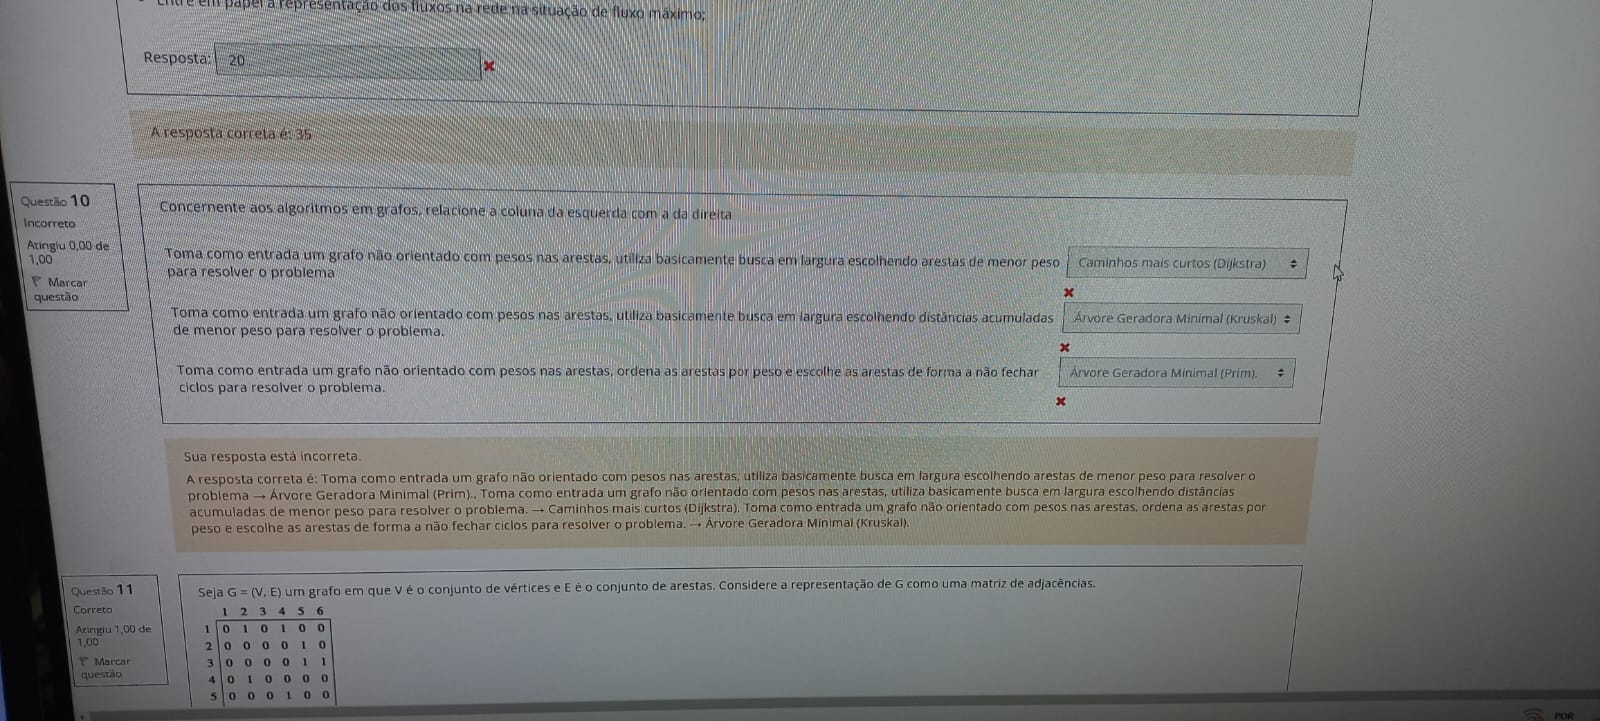 Entre em papel a representação dos fluxos na rede na situação de fluxo máximo;
Resposta: 20
A resposta correta é: 35
Questão 10
Incorreto
Atingiu 0,00 de
1,00
Marcar
questão
Concernente aos algoritmos em grafos, relacione a coluna da esquerda com a da direita
Toma como entrada um grafo não orientado com pesos nas arestas, utiliza basicamente busca em largura escolhendo arestas de menor peso
para resolver o problema
Caminhos mais curtos (Dijkstra)
Toma como entrada um grafo não orientado com pesos nas arestas, utiliza basicamente busca em largura escolhendo distâncias acumuladas
de menor peso para resolver o problema.
Árvore Geradora Minimal (Kruskal)
Toma como entrada um grafo não orientado com pesos nas arestas, ordena as arestas por peso e escolhe as arestas de forma a não fechar
ciclos para resolver o problema.
Árvore Geradora Minimal (Prim).
Sua resposta está incorreta.
A resposta correta é: Toma como entrada um grafo não orientado com pesos nas arestas, utiliza basicamente busca em largura escolhendo arestas de menor peso para resolver o
problema → Árvore Geradora Minimal (Prim)., Toma como entrada um grafo não orientado com pesos nas arestas, utiliza basicamente busca em largura escolhendo distâncias
acumuladas de menor peso para resolver o problema. → Caminhos mais curtos (Dijkstra), Toma como entrada um grafo não orientado com pesos nas arestas, ordena as arestas por
peso e escolhe as arestas de forma a não fechar ciclos para resolver o problema. → Árvore Geradora Minimal (Kruskal).
Questão 11
Correto
Atingiu 1,00 de
1,00
Marcar
questão
Seja G = (V, E) um grafo em que V é o conjunto de vértices e E é o conjunto de arestas. Considere a representação de G como uma matriz de adjacências.
1 2 3 4 5 6
1 0 1 0 1 0 0
2 0 0 0 0 1 0
3 0 0 0 0 1 1
4 0 1 0 0 0 0
5 0 0 0 1 0 0
POR